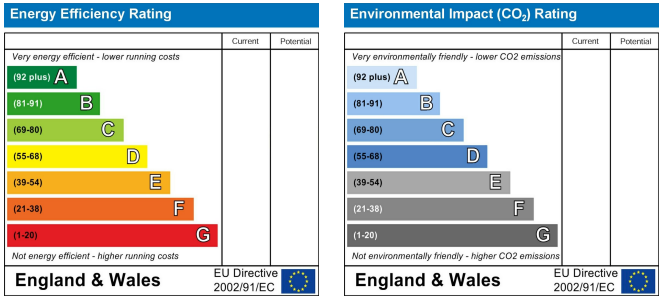 Energy Efficiency Rating
Current Potential
Very energy efficient - lower running costs
(92 plus) A
(81-91) B
(69-80) C
(55-68) D
(39-54) E
(21-38) F
(1-20) G
Not energy efficient - higher running costs
England & Wales
EU Directive
2002/91/EC
Environmental Impact (CO₂) Rating
Current Potential
Very environmentally friendly - lower CO2 emissions
(92 plus) A
(81-91) B
(69-80) C
(55-68) D
(39-54) E
(21-38) F
(1-20) G
Not environmentally friendly - higher CO2 emissions
England & Wales
EU Directive
2002/91/EC